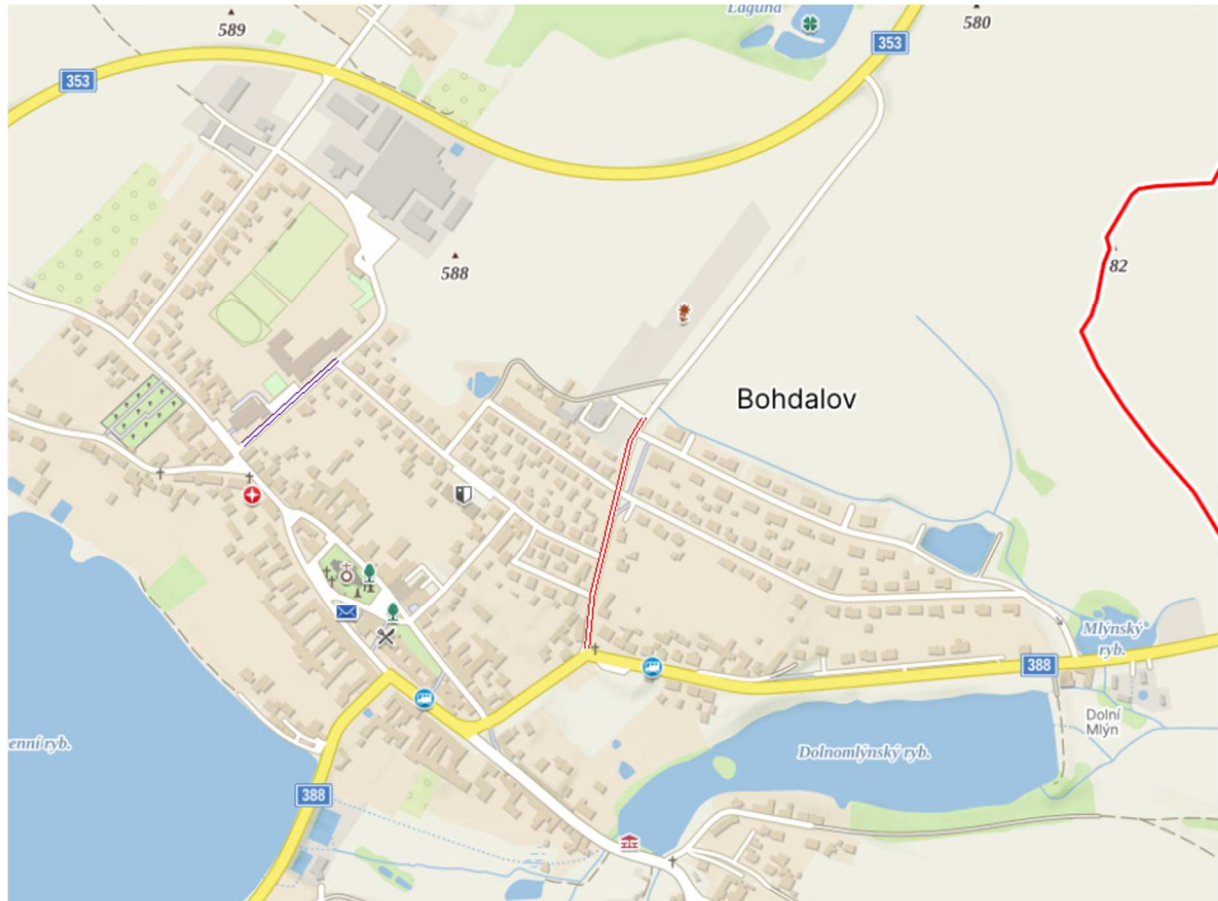 Laguna
589
580
353
353
588
82
Bohdalov
Mlýnský
ryb.
388
Dolní
Mlýn
enní ryb.
Dolnomlýnský ryb.
388